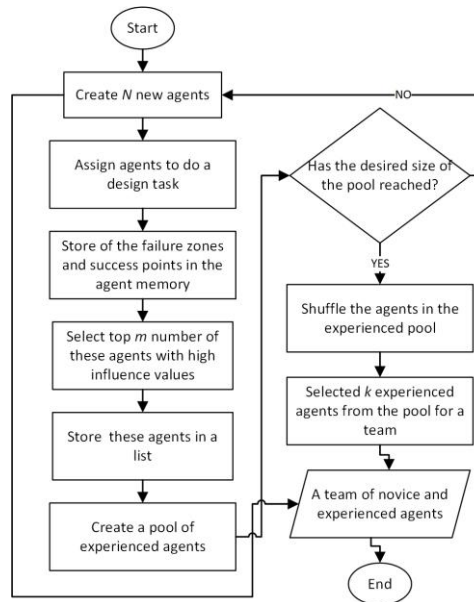 Start
Create N new agents
Assign agents to do a
design task
Store of the failure zones
and success points in the
agent memory
Select top m number of
these agents with high
influence values
Store these agents in a
list
Create a pool of
experienced agents
NO
Has the desired size of
the pool reached?
YES
Shuffle the agents in the
experienced pool
Selected k experienced
agents from the pool for a
team
A team of novice and
experienced agents
End